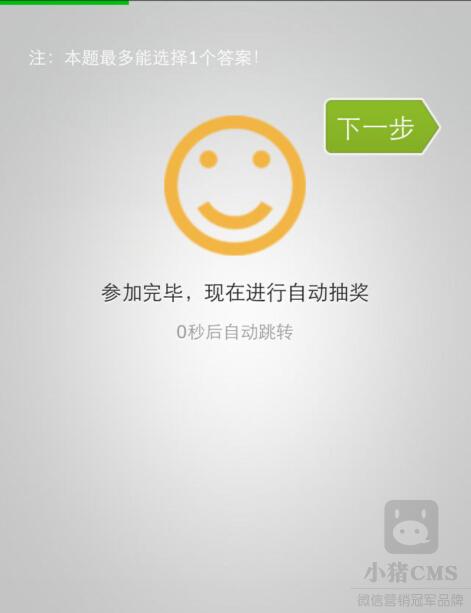 注：本题最多能选择1个答案！
下一步
参加完毕，现在进行自动抽奖
0秒后自动跳转
小猪CMS
微信营销冠军品牌